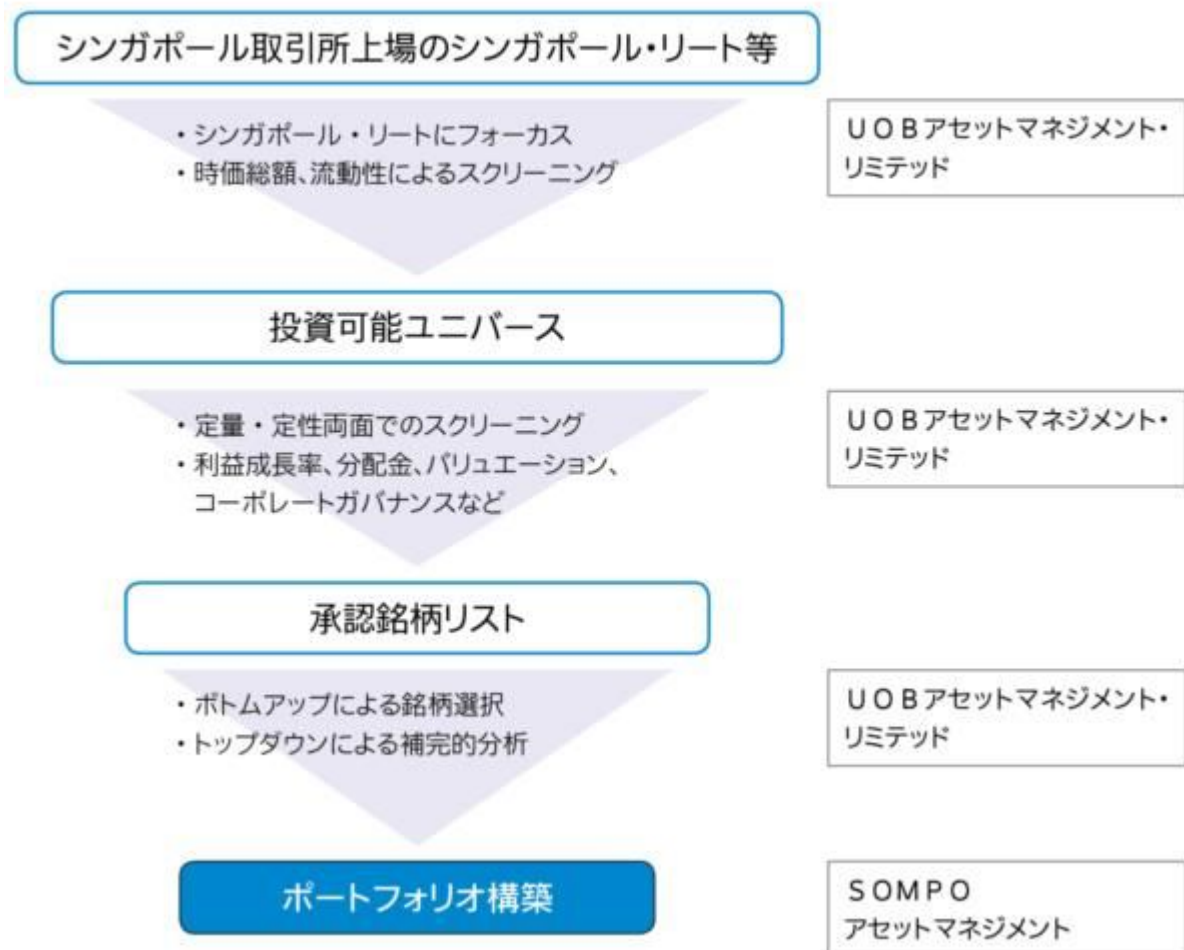 シンガポール取引所上場のシンガポール・リート等
・シンガポール・リートにフォーカス
・時価総額、流動性によるスクリーニング
UOBアセットマネジメント・
リミテッド
投資可能ユニバース
・定量・定性両面でのスクリーニング
・利益成長率、分配金、バリュエーション、
コーポレートガバナンスなど
UOBアセットマネジメント・
リミテッド
承認銘柄リスト
・ボトムアップによる銘柄選択
・トップダウンによる補完的分析
UOBアセットマネジメント・
リミテッド
ポートフォリオ構築
SOMPO
アセットマネジメント